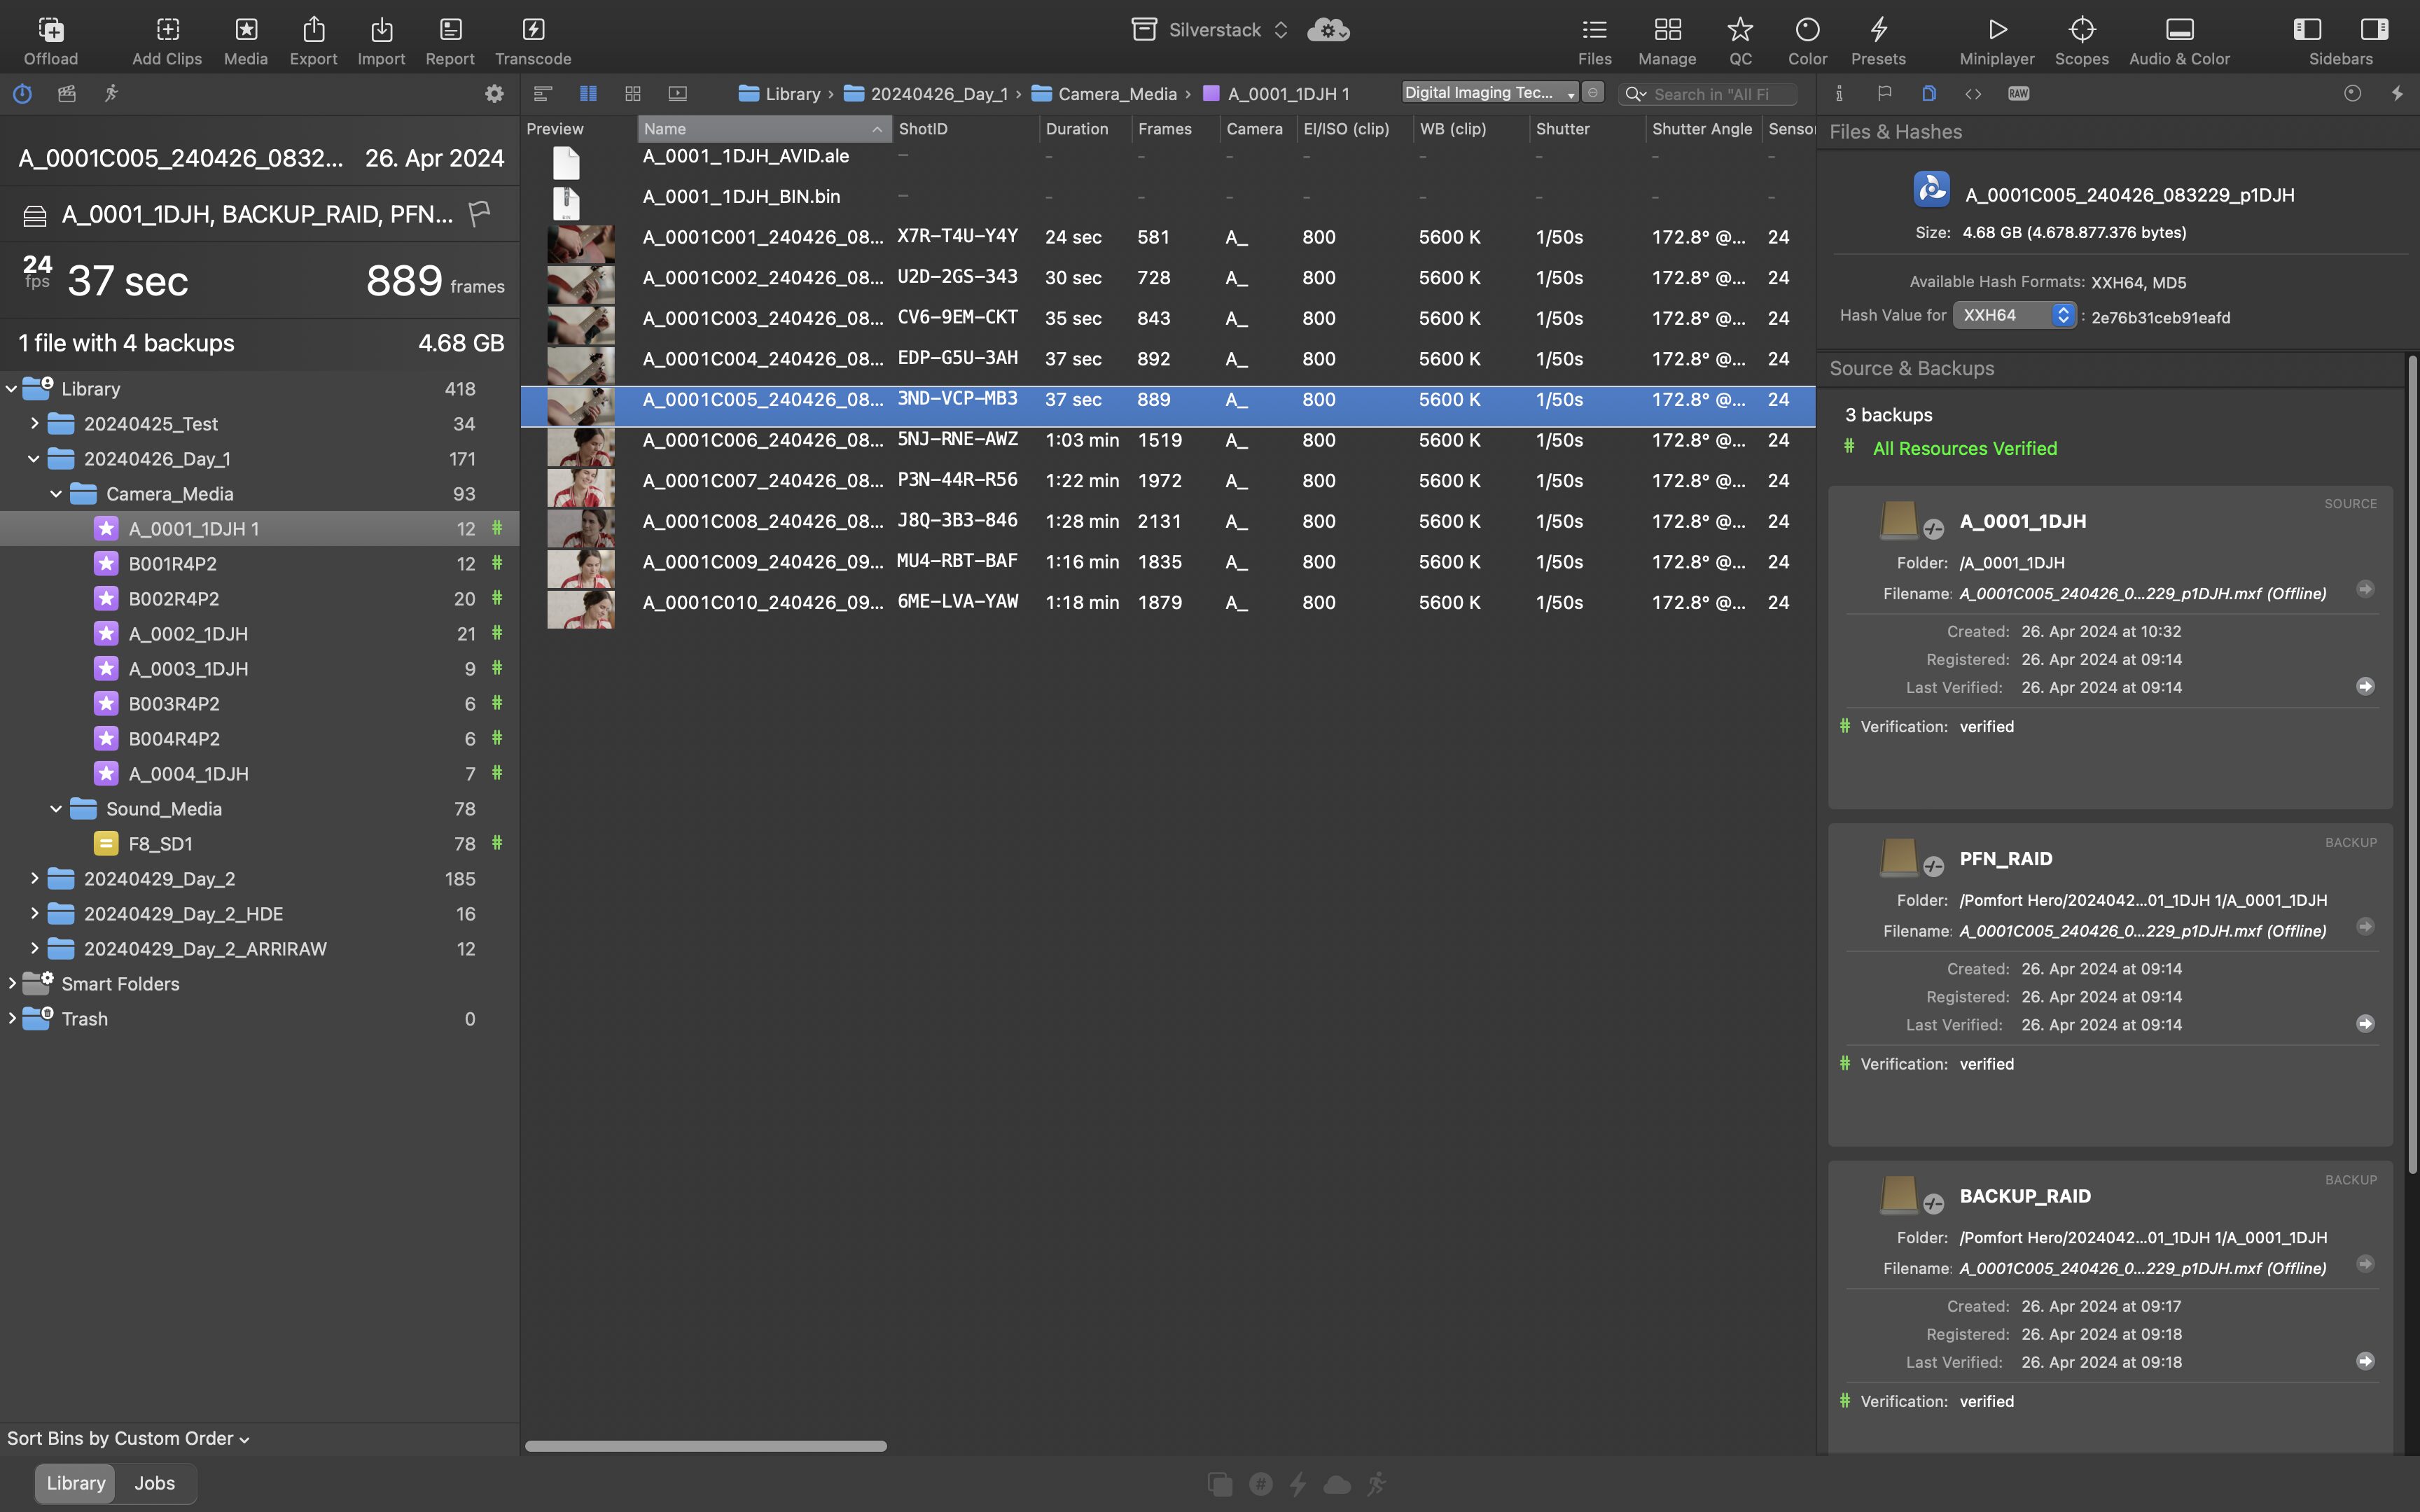 Offload
Add Clips
Media
Export
Import
Report
Transcode
Silverstack
Files
Manage
QC
Color
Presets
Miniplayer
Scopes
Audio & Color
Sidebars
Library › 20240426_Day_1 › Camera_Media › A_0001_1DJH 1
Digital Imaging Tec...
Search in "All Fi
RAW
A_0001C005_240426_0832... 26. Apr 2024
A_0001_1DJH, BACKUP_RAID, PFN...
24 fps 37 sec 889 frames
1 file with 4 backups 4.68 GB
Library 418
20240425_Test 34
20240426_Day_1 171
Camera_Media 93
A_0001_1DJH 1 12 #
B001R4P2 12 #
B002R4P2 20 #
A_0002_1DJH 21 #
A_0003_1DJH 9 #
B003R4P2 6 #
B004R4P2 6 #
A_0004_1DJH 7 #
Sound_Media 78
F8_SD1 78 #
20240429_Day_2 185
20240429_Day_2_HDE 16
20240429_Day_2_ARRIRAW 12
Smart Folders
Trash 0
Sort Bins by Custom Order
Library Jobs
Preview Name ShotID Duration Frames Camera EI/ISO (clip) WB (clip) Shutter Shutter Angle Senso
A_0001_1DJH_AVID.ale – – – – – – – – –
A_0001_1DJH_BIN.bin – – – – – – – – –
A_0001C001_240426_08... X7R-T4U-Y4Y 24 sec 581 A_ 800 5600 K 1/50s 172.8° @... 24
A_0001C002_240426_08... U2D-2GS-343 30 sec 728 A_ 800 5600 K 1/50s 172.8° @... 24
A_0001C003_240426_08... CV6-9EM-CKT 35 sec 843 A_ 800 5600 K 1/50s 172.8° @... 24
A_0001C004_240426_08... EDP-G5U-3AH 37 sec 892 A_ 800 5600 K 1/50s 172.8° @... 24
A_0001C005_240426_08... 3ND-VCP-MB3 37 sec 889 A_ 800 5600 K 1/50s 172.8° @... 24
A_0001C006_240426_08... 5NJ-RNE-AWZ 1:03 min 1519 A_ 800 5600 K 1/50s 172.8° @... 24
A_0001C007_240426_08... P3N-44R-R56 1:22 min 1972 A_ 800 5600 K 1/50s 172.8° @... 24
A_0001C008_240426_08... J8Q-3B3-846 1:28 min 2131 A_ 800 5600 K 1/50s 172.8° @... 24
A_0001C009_240426_09... MU4-RBT-BAF 1:16 min 1835 A_ 800 5600 K 1/50s 172.8° @... 24
A_0001C010_240426_09... 6ME-LVA-YAW 1:18 min 1879 A_ 800 5600 K 1/50s 172.8° @... 24
Files & Hashes
A_0001C005_240426_083229_p1DJH
Size: 4.68 GB (4.678.877.376 bytes)
Available Hash Formats: XXH64, MD5
Hash Value for XXH64 : 2e76b31ceb91eafd
Source & Backups
3 backups
# All Resources Verified
SOURCE
A_0001_1DJH
Folder: /A_0001_1DJH
Filename: A_0001C005_240426_0...229_p1DJH.mxf (Offline)
Created: 26. Apr 2024 at 10:32
Registered: 26. Apr 2024 at 09:14
Last Verified: 26. Apr 2024 at 09:14
# Verification: verified
BACKUP
PFN_RAID
Folder: /Pomfort Hero/2024042...01_1DJH 1/A_0001_1DJH
Filename: A_0001C005_240426_0...229_p1DJH.mxf (Offline)
Created: 26. Apr 2024 at 09:14
Registered: 26. Apr 2024 at 09:14
Last Verified: 26. Apr 2024 at 09:14
# Verification: verified
BACKUP
BACKUP_RAID
Folder: /Pomfort Hero/2024042...01_1DJH 1/A_0001_1DJH
Filename: A_0001C005_240426_0...229_p1DJH.mxf (Offline)
Created: 26. Apr 2024 at 09:17
Registered: 26. Apr 2024 at 09:18
Last Verified: 26. Apr 2024 at 09:18
# Verification: verified